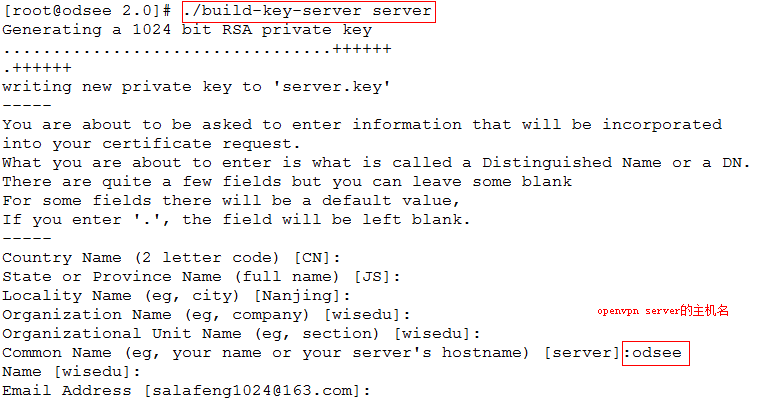 [root@odsee 2.0]# ./build-key-server server
Generating a 1024 bit RSA private key
.................................++++++
.++++++
writing new private key to 'server.key'
-----
You are about to be asked to enter information that will be incorporated
into your certificate request.
What you are about to enter is what is called a Distinguished Name or a DN.
There are quite a few fields but you can leave some blank
For some fields there will be a default value,
If you enter '.', the field will be left blank.
-----
Country Name (2 letter code) [CN]:
State or Province Name (full name) [JS]:
Locality Name (eg, city) [Nanjing]:
Organization Name (eg, company) [wisedu]:
openvpn server的主机名
Organizational Unit Name (eg, section) [wisedu]:
Common Name (eg, your name or your server's hostname) [server]:odsee
Name [wisedu]:
Email Address [salafeng1024@163.com]: